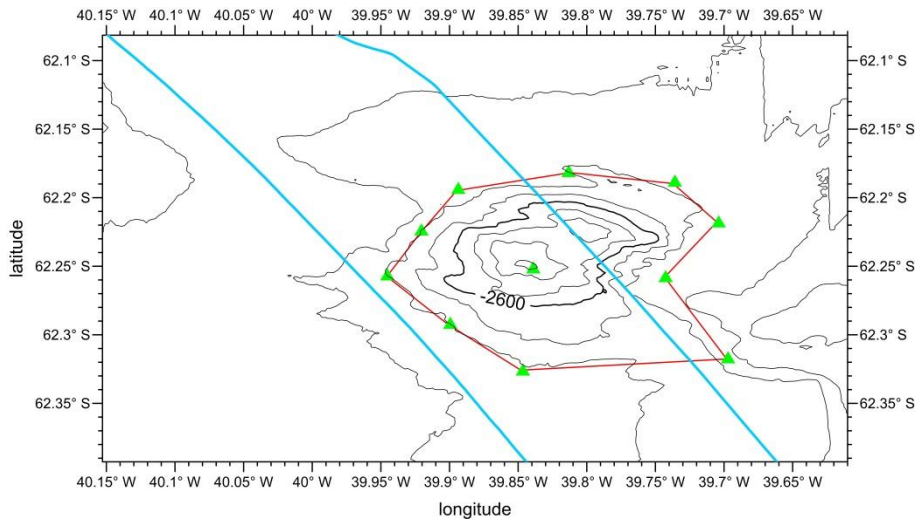 40.15° W 40.1° W 40.05° W 40° W 39.95° W 39.9° W 39.85° W 39.8° W 39.75° W 39.7° W 39.65° W
62.1° S 62.1° S
62.15° S 62.15° S
62.2° S 62.2° S
latitude
62.25° S 62.25° S
-2600
62.3° S 62.3° S
62.35° S 62.35° S
40.15° W 40.1° W 40.05° W 40° W 39.95° W 39.9° W 39.85° W 39.8° W 39.75° W 39.7° W 39.65° W
longitude